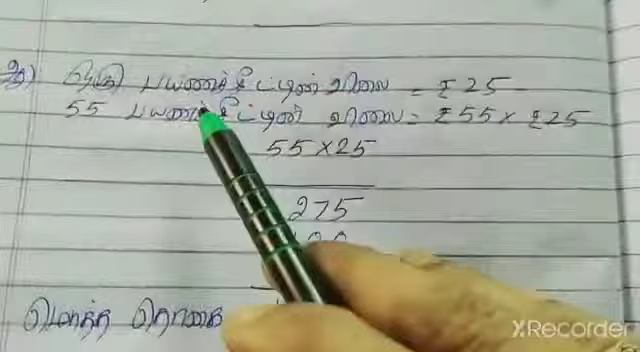 ஆ) ஒரு பயணச்சீட்டின் விலை = ₹25
55 பயணச்சீட்டின் விலை = ₹55 × ₹25
55×25
275
மொத்த தொகை
XRecorder